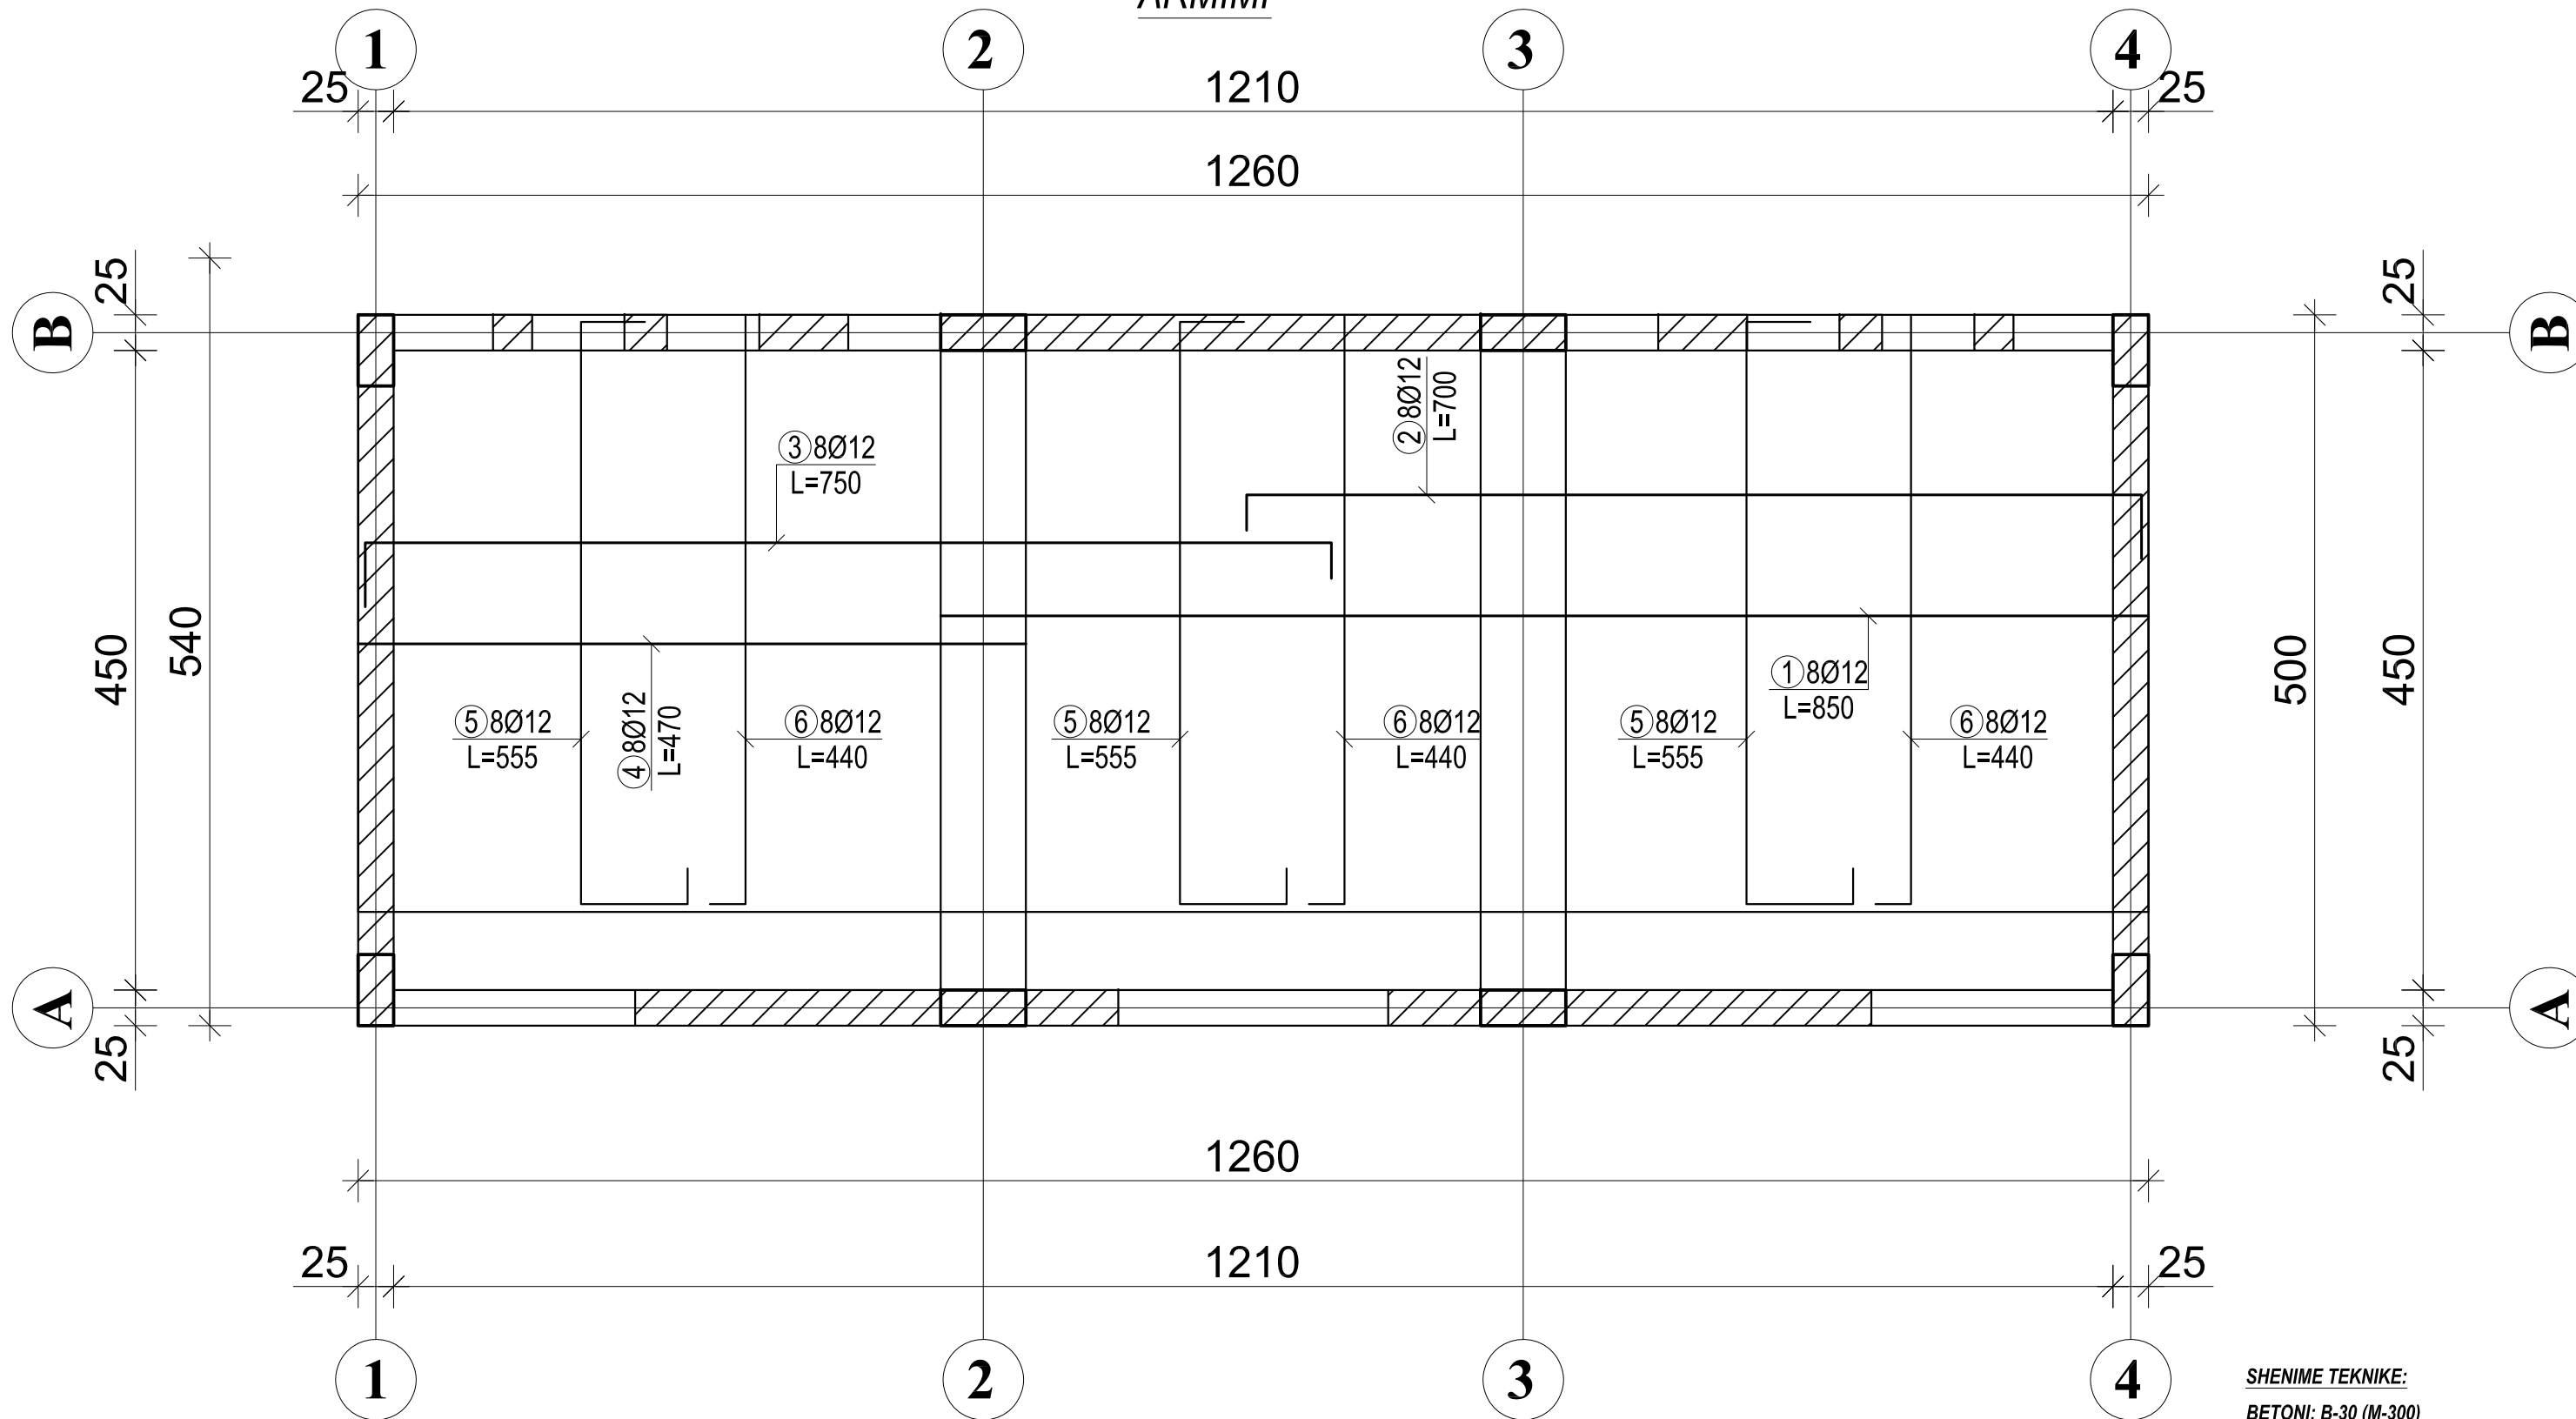 ARMIMI
1 2 3 4
25 1210 25
1260
25 25
B B
②8Ø12
L=700
③8Ø12
L=750
450 540 500 450
①8Ø12
L=850
④8Ø12
L=470
⑤8Ø12 ⑥8Ø12 ⑤8Ø12 ⑥8Ø12 ⑤8Ø12 ⑥8Ø12
L=555 L=440 L=555 L=440 L=555 L=440
A A
25 25
1260
25 1210 25
1 2 3 4
SHENIME TEKNIKE:
BETONI: B-30 (M-300)